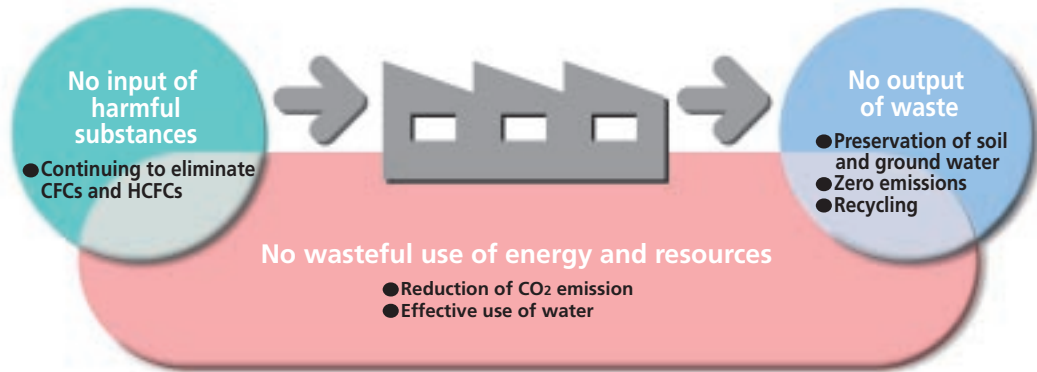 No input of
harmful
substances
●Continuing to eliminate
CFCs and HCFCs
No output
of waste
●Preservation of soil
and ground water
●Zero emissions
●Recycling
No wasteful use of energy and resources
●Reduction of CO2 emission
●Effective use of water